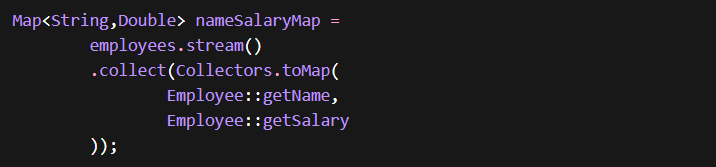 Map<String,Double> nameSalaryMap =
        employees.stream()
        .collect(Collectors.toMap(
                Employee::getName,
                Employee::getSalary
        ));